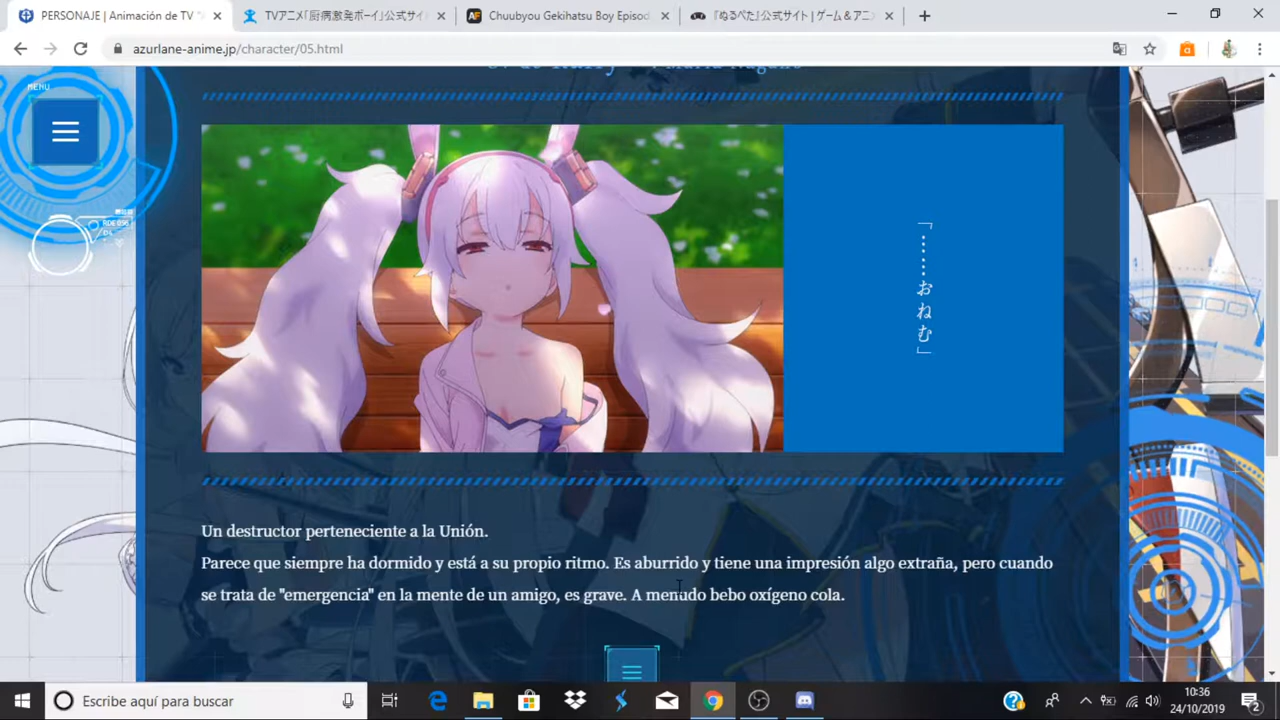 PERSONAJE | Animación de TV "
TVアニメ「厨病激発ボーイ」公式サイ
Chuubyou Gekihatsu Boy Episod
『ぬるぺた』公式サイト | ゲーム&アニ
azurlane-anime.jp/character/05.html
MENU
「……おねむ」
Un destructor perteneciente a la Unión.
Parece que siempre ha dormido y está a su propio ritmo. Es aburrido y tiene una impresión algo extraña, pero cuando
se trata de "emergencia" en la mente de un amigo, es grave. A menudo bebo oxígeno cola.
Escribe aquí para buscar
10:36
24/10/2019
2